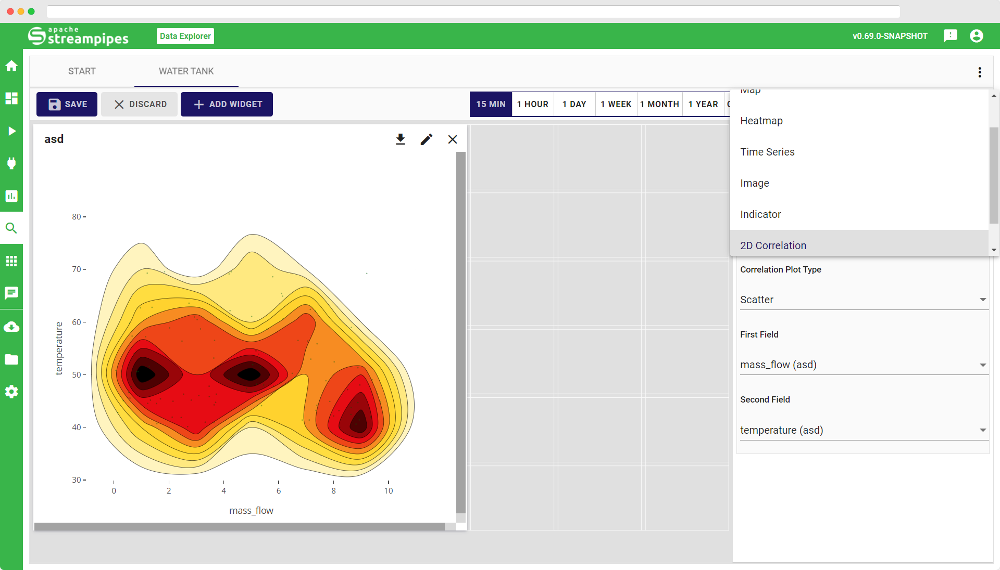 apache
streampipes
Data Explorer
v0.69.0-SNAPSHOT
START
WATER TANK
SAVE
DISCARD
ADD WIDGET
15 MIN
1 HOUR
1 DAY
1 WEEK
1 MONTH
1 YEAR
Map
Heatmap
Time Series
Image
Indicator
2D Correlation
asd
80
70
60
50
40
30
temperature
0
2
4
6
8
10
mass_flow
Correlation Plot Type
Scatter
First Field
mass_flow (asd)
Second Field
temperature (asd)